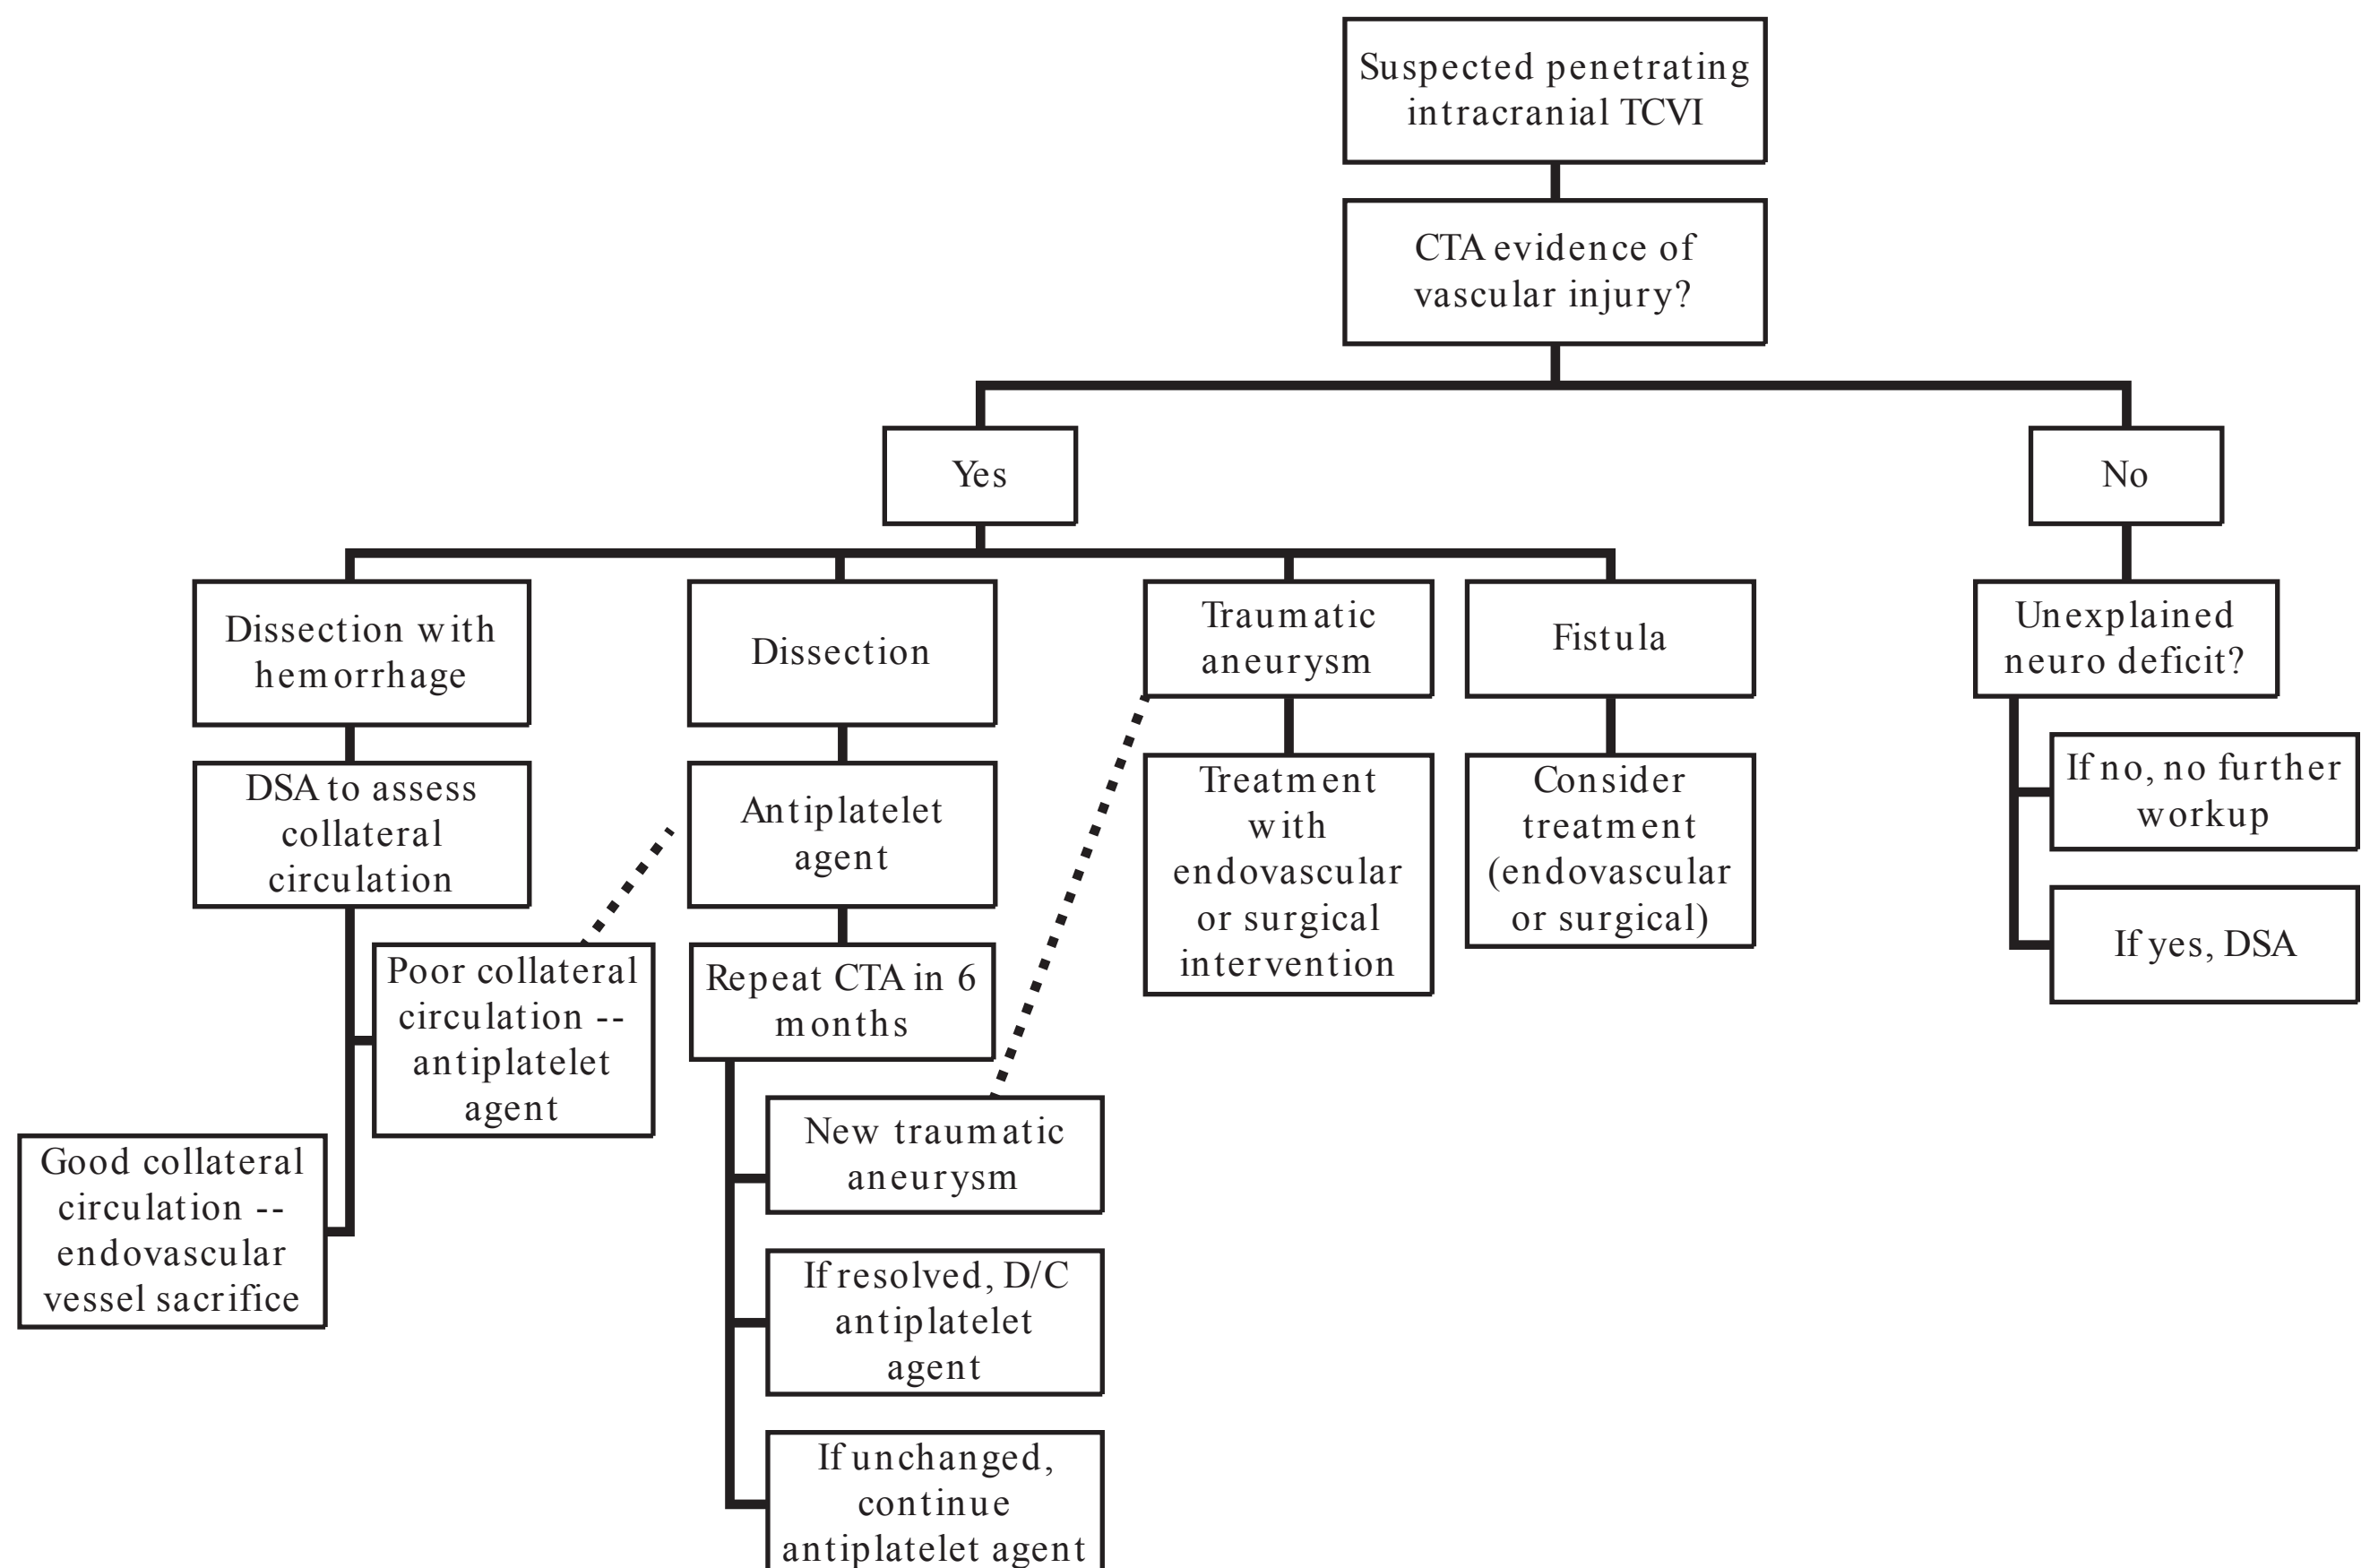 Suspected penetrating
intracranial TCVI
CTA evidence of
vascular injury?
Yes
No
Dissection with
hemorrhage
Dissection
Traumatic
aneurysm
Fistula
Unexplained
neuro deficit?
DSA to assess
collateral
circulation
Antiplatelet
agent
Treatment
with
endovascular
or surgical
intervention
Consider
treatment
(endovascular
or surgical)
If no, no further
workup
If yes, DSA
Poor collateral
circulation --
antiplatelet
agent
Good collateral
circulation --
endovascular
vessel sacrifice
Repeat CTA in 6
months
New traumatic
aneurysm
If resolved, D/C
antiplatelet
agent
If unchanged,
continue
antiplatelet agent